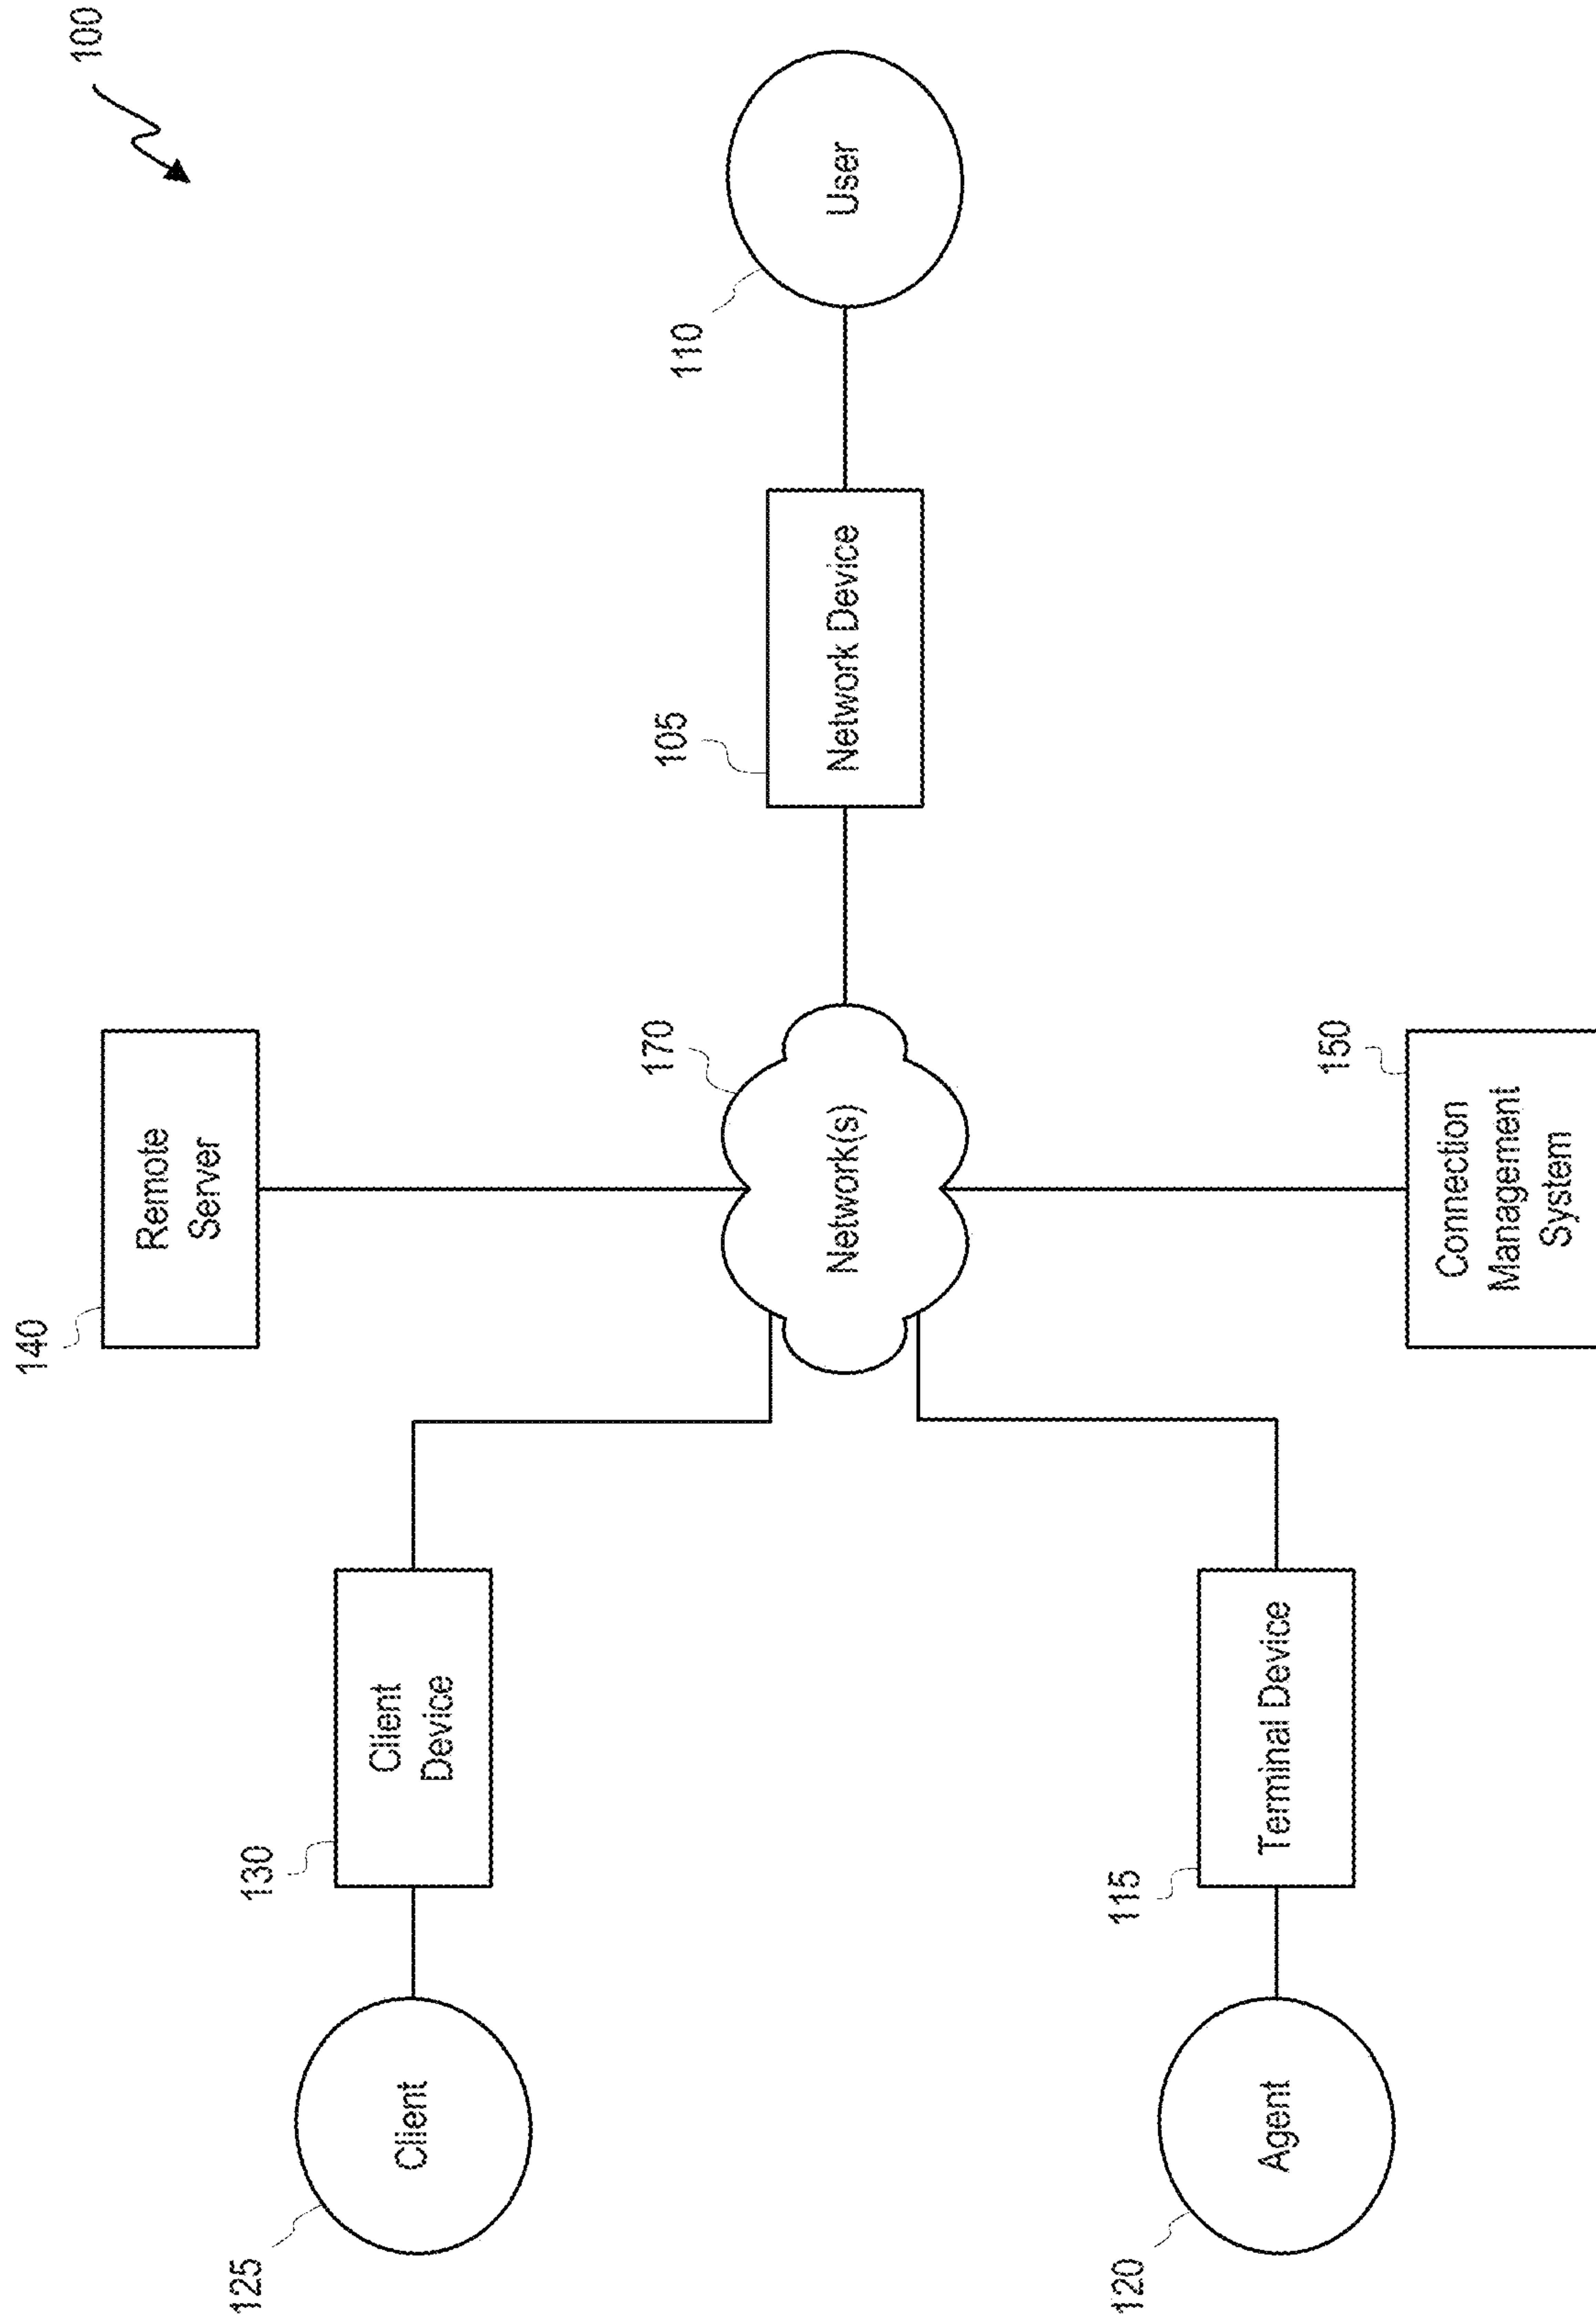 100
140
Remote
Server
125
130
Client
Client
Device
170
105
110
Network(s)
Network Device
User
120
115
Agent
Terminal Device
150
Connection
Management
System